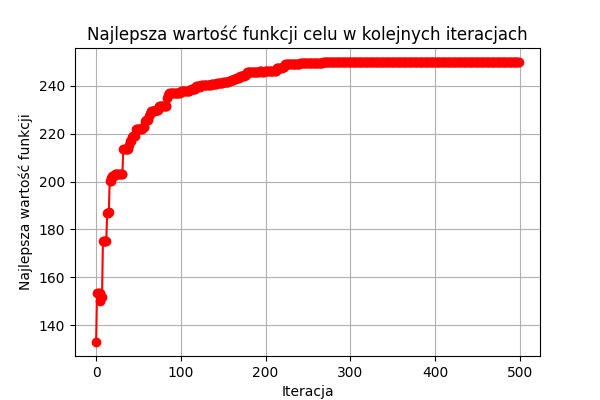 Najlepsza wartość funkcji celu w kolejnych iteracjach
Najlepsza wartość funkcji
240
220
200
180
160
140
0 100 200 300 400 500
Iteracja